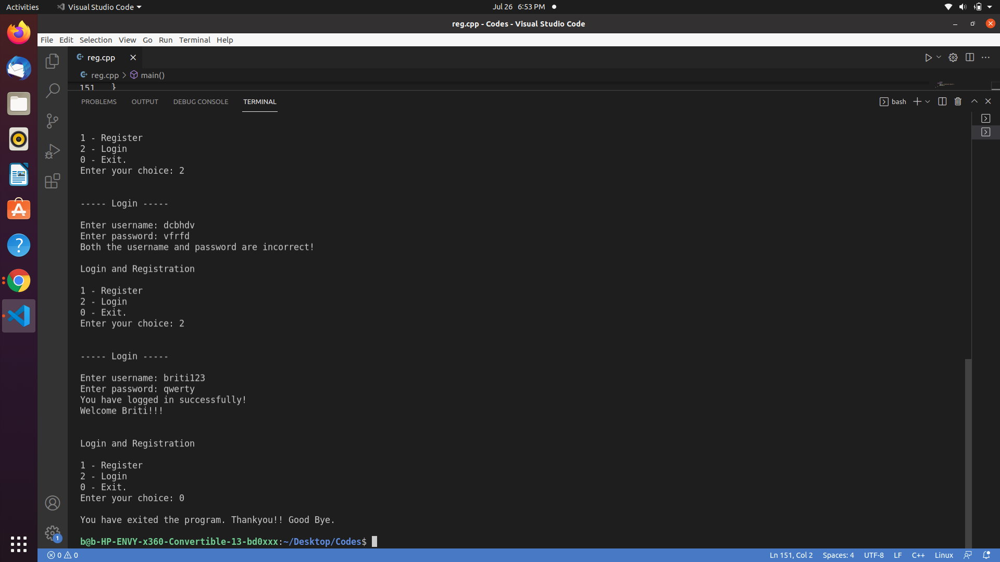 Activities Visual Studio Code Jul 26 6:53 PM
reg.cpp - Codes - Visual Studio Code
File Edit Selection View Go Run Terminal Help
reg.cpp
reg.cpp > main()
151 }
PROBLEMS OUTPUT DEBUG CONSOLE TERMINAL bash
1 - Register
2 - Login
0 - Exit.
Enter your choice: 2
----- Login -----
Enter username: dcbhdv
Enter password: vfrfd
Both the username and password are incorrect!
Login and Registration
1 - Register
2 - Login
0 - Exit.
Enter your choice: 2
----- Login -----
Enter username: briti123
Enter password: qwerty
You have logged in successfully!
Welcome Briti!!!
Login and Registration
1 - Register
2 - Login
0 - Exit.
Enter your choice: 0
You have exited the program. Thankyou!! Good Bye.
b@b-HP-ENVY-x360-Convertible-13-bd0xxx:~/Desktop/Codes$
1
0 0 Ln 151, Col 2 Spaces: 4 UTF-8 LF C++ Linux